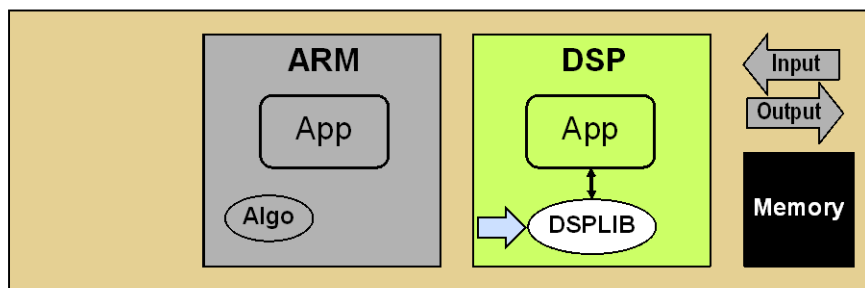 ARM
App
Algo
DSP
App
DSPLIB
Input
Output
Memory